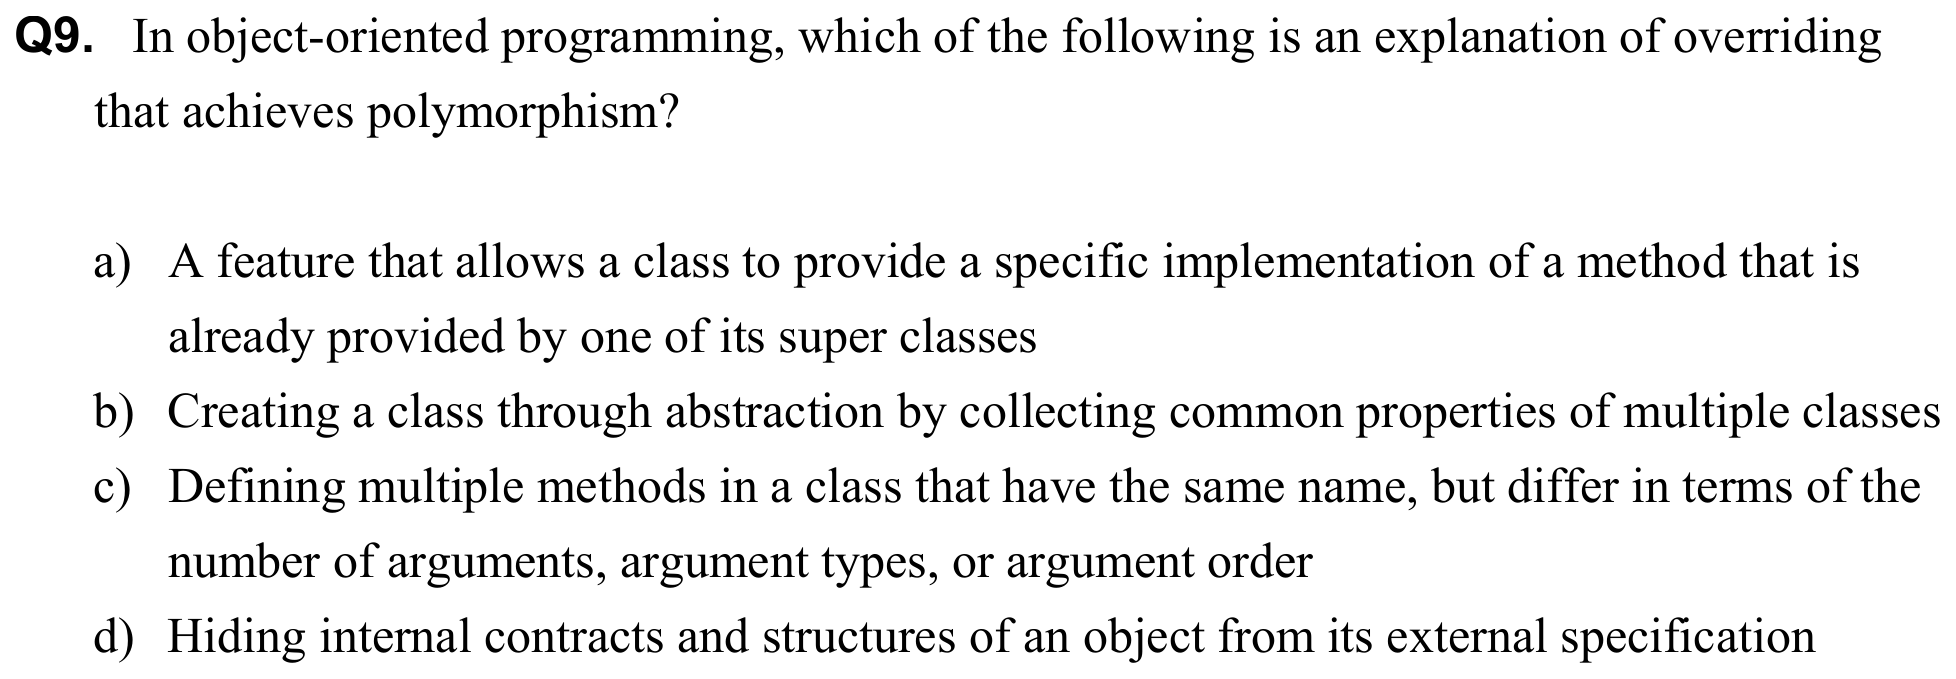 Q9. In object-oriented programming, which of the following is an explanation of overriding
that achieves polymorphism?
a) A feature that allows a class to provide a specific implementation of a method that is
already provided by one of its super classes
b) Creating a class through abstraction by collecting common properties of multiple classes
c) Defining multiple methods in a class that have the same name, but differ in terms of the
number of arguments, argument types, or argument order
d) Hiding internal contracts and structures of an object from its external specification